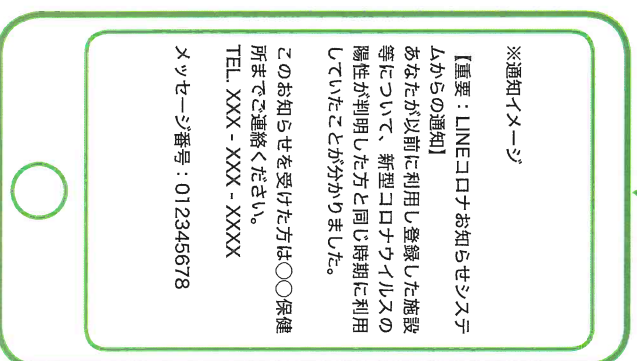 ※通知イメージ
【重要：LINEコロナお知らせシステ
ムからの通知】
あなたが以前に利用し登録した施設
等について、新型コロナウイルスの
陽性が判明した方と同じ時期に利用
していたことが分かりました。
このお知らせを受けた方は○○保健
所までご連絡ください。
TEL. XXX - XXX - XXXX
メッセージ番号：012345678